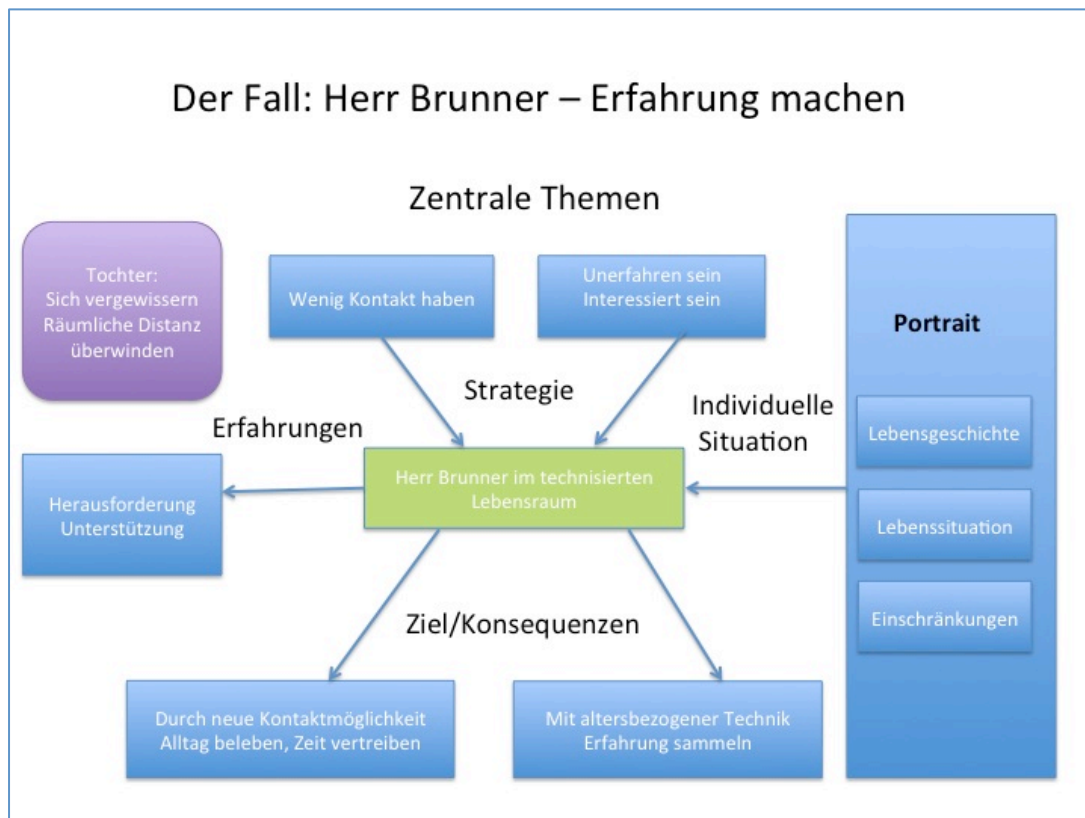 Der Fall: Herr Brunner – Erfahrung machen
Zentrale Themen
Tochter:
Sich vergewissern
Räumliche Distanz
überwinden
Wenig Kontakt haben
Unerfahren sein
Interessiert sein
Portrait
Strategie
Individuelle
Situation
Erfahrungen
Lebensgeschichte
Herr Brunner im technisierten
Lebensraum
Herausforderung
Unterstützung
Lebenssituation
Einschränkungen
Ziel/Konsequenzen
Durch neue Kontaktmöglichkeit
Alltag beleben, Zeit vertreiben
Mit altersbezogener Technik
Erfahrung sammeln